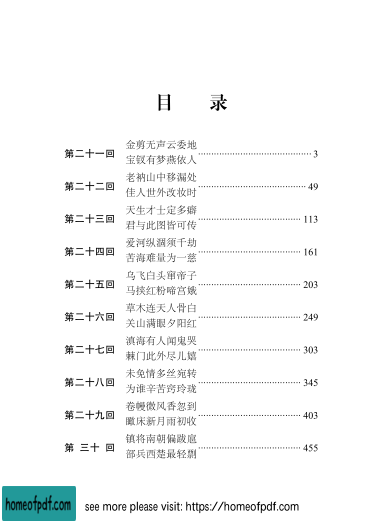 目 录
第二十一回 金剪无声云委地
宝钗有梦燕依人 3
第二十二回 老衲山中移漏处
佳人世外改妆时 49
第二十三回 天生才士定多癖
君与此图皆可传 113
第二十四回 爱河纵涸须千劫
苦海难量为一慈 161
第二十五回 乌飞白头窜帝子
马挟红粉啼宫娥 203
第二十六回 草木连天人骨白
关山满眼夕阳红 249
第二十七回 滇海有人闻鬼哭
棘门此外尽儿嬉 303
第二十八回 未免情多丝宛转
为谁辛苦窍玲珑 345
第二十九回 卷幔微风香忽到
瞰床新月雨初收 403
第 三十 回 镇将南朝偏跋扈
部兵西楚最轻剽 455
homeofpdf.com see more please visit: https://homeofpdf.com